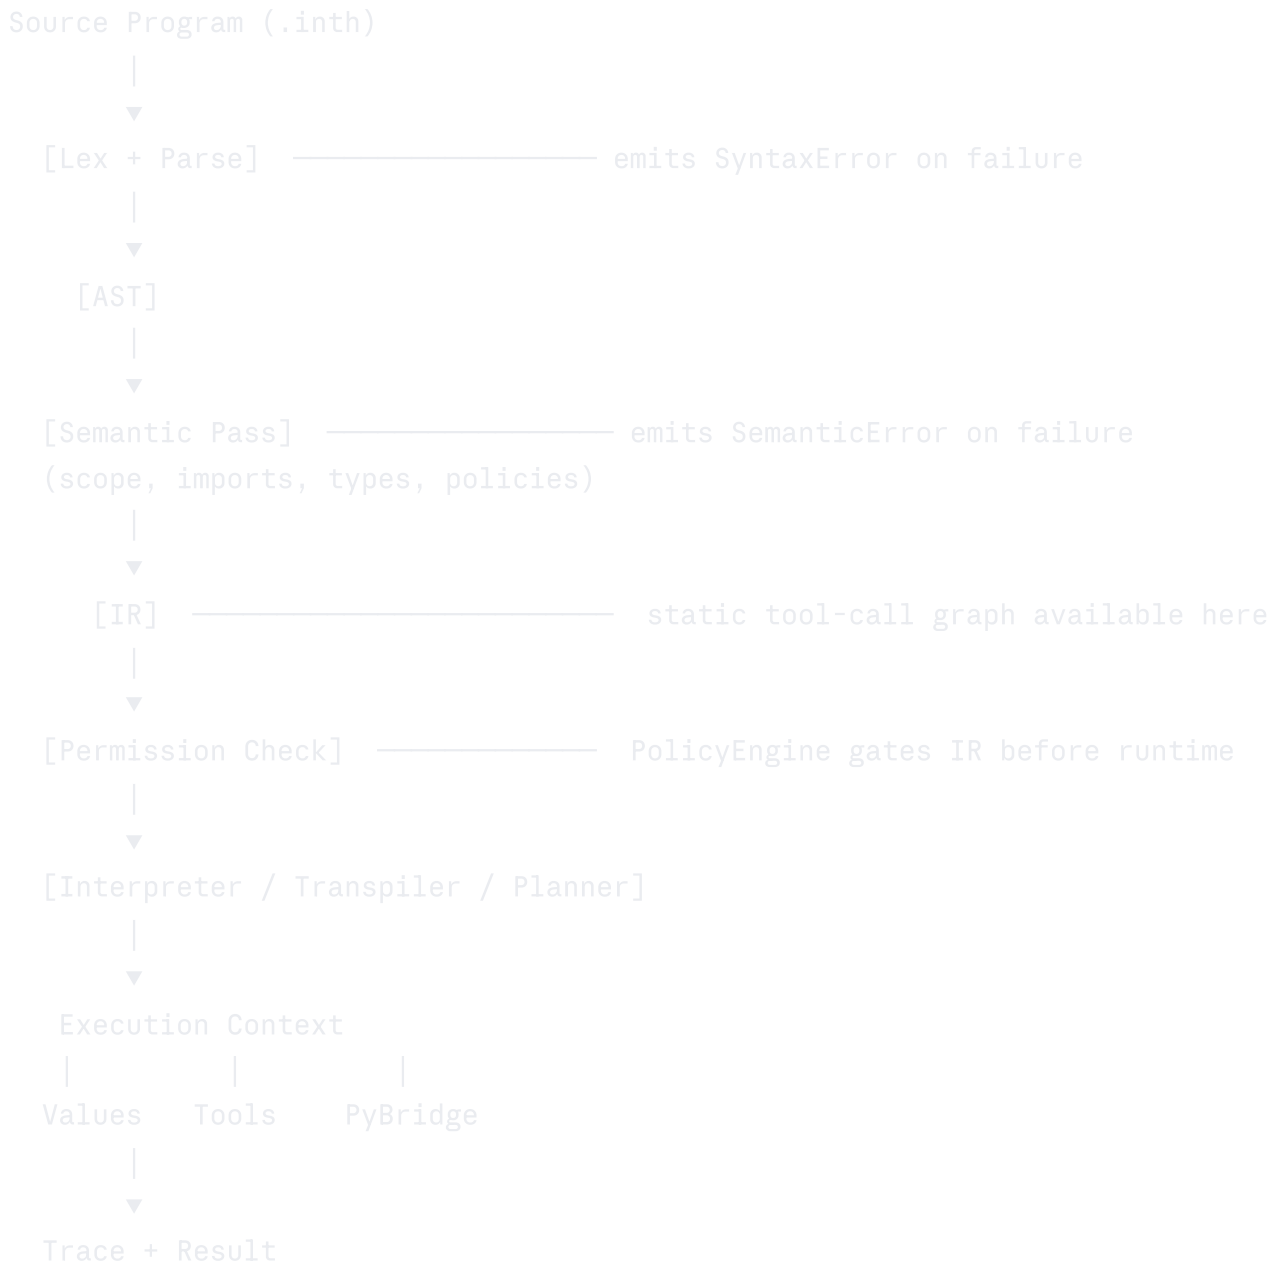 Source Program (.inth)
│
▼
[Lex + Parse] ────────────────── emits SyntaxError on failure
│
▼
[AST]
│
▼
[Semantic Pass] ───────────────── emits SemanticError on failure
(scope, imports, types, policies)
│
▼
[IR] ───────────────────────── static tool-call graph available here
│
▼
[Permission Check] ───────────── PolicyEngine gates IR before runtime
│
▼
[Interpreter / Transpiler / Planner]
│
▼
Execution Context
│ │ │
Values Tools PyBridge
│
▼
Trace + Result